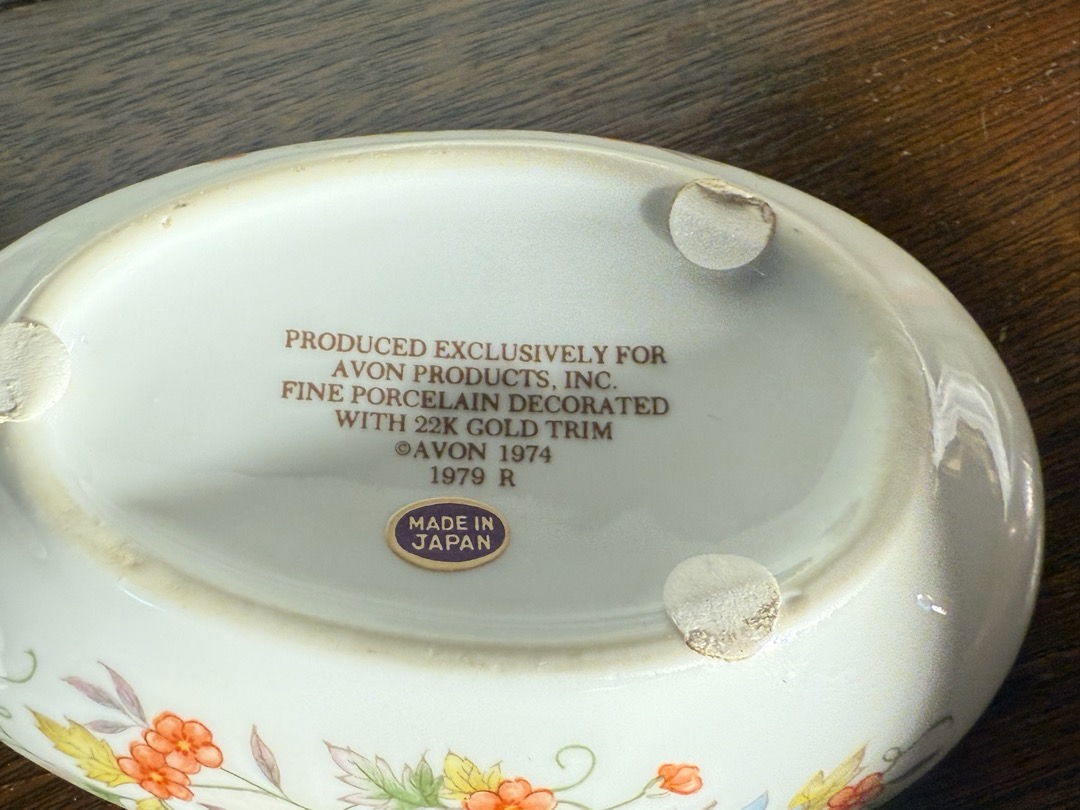 PRODUCED EXCLUSIVELY FOR
AVON PRODUCTS, INC.
FINE PORCELAIN DECORATED
WITH 22K GOLD TRIM
©AVON 1974
1979 R
MADE IN
JAPAN